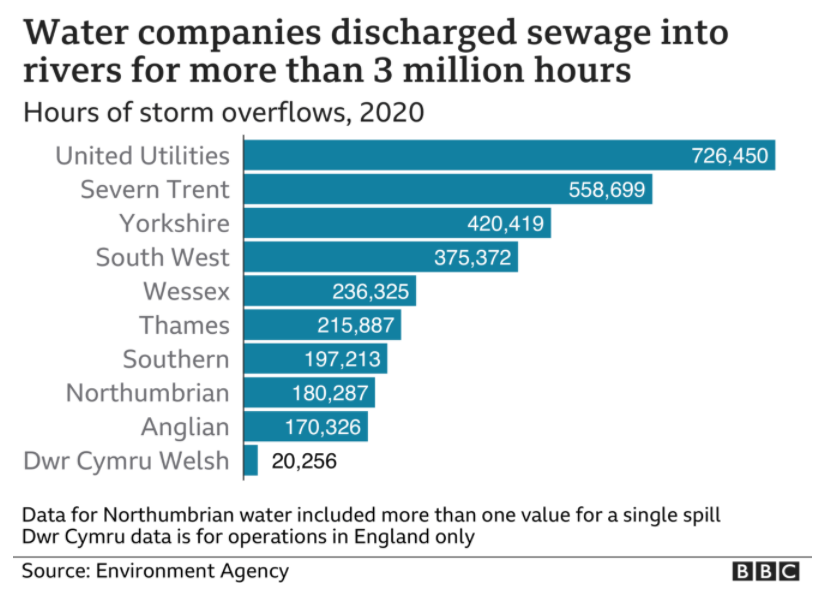 Water companies discharged sewage into
rivers for more than 3 million hours
Hours of storm overflows, 2020
United Utilities 726,450
Severn Trent 558,699
Yorkshire 420,419
South West 375,372
Wessex 236,325
Thames 215,887
Southern 197,213
Northumbrian 180,287
Anglian 170,326
Dwr Cymru Welsh 20,256
Data for Northumbrian water included more than one value for a single spill
Dwr Cymru data is for operations in England only
Source: Environment Agency BBC